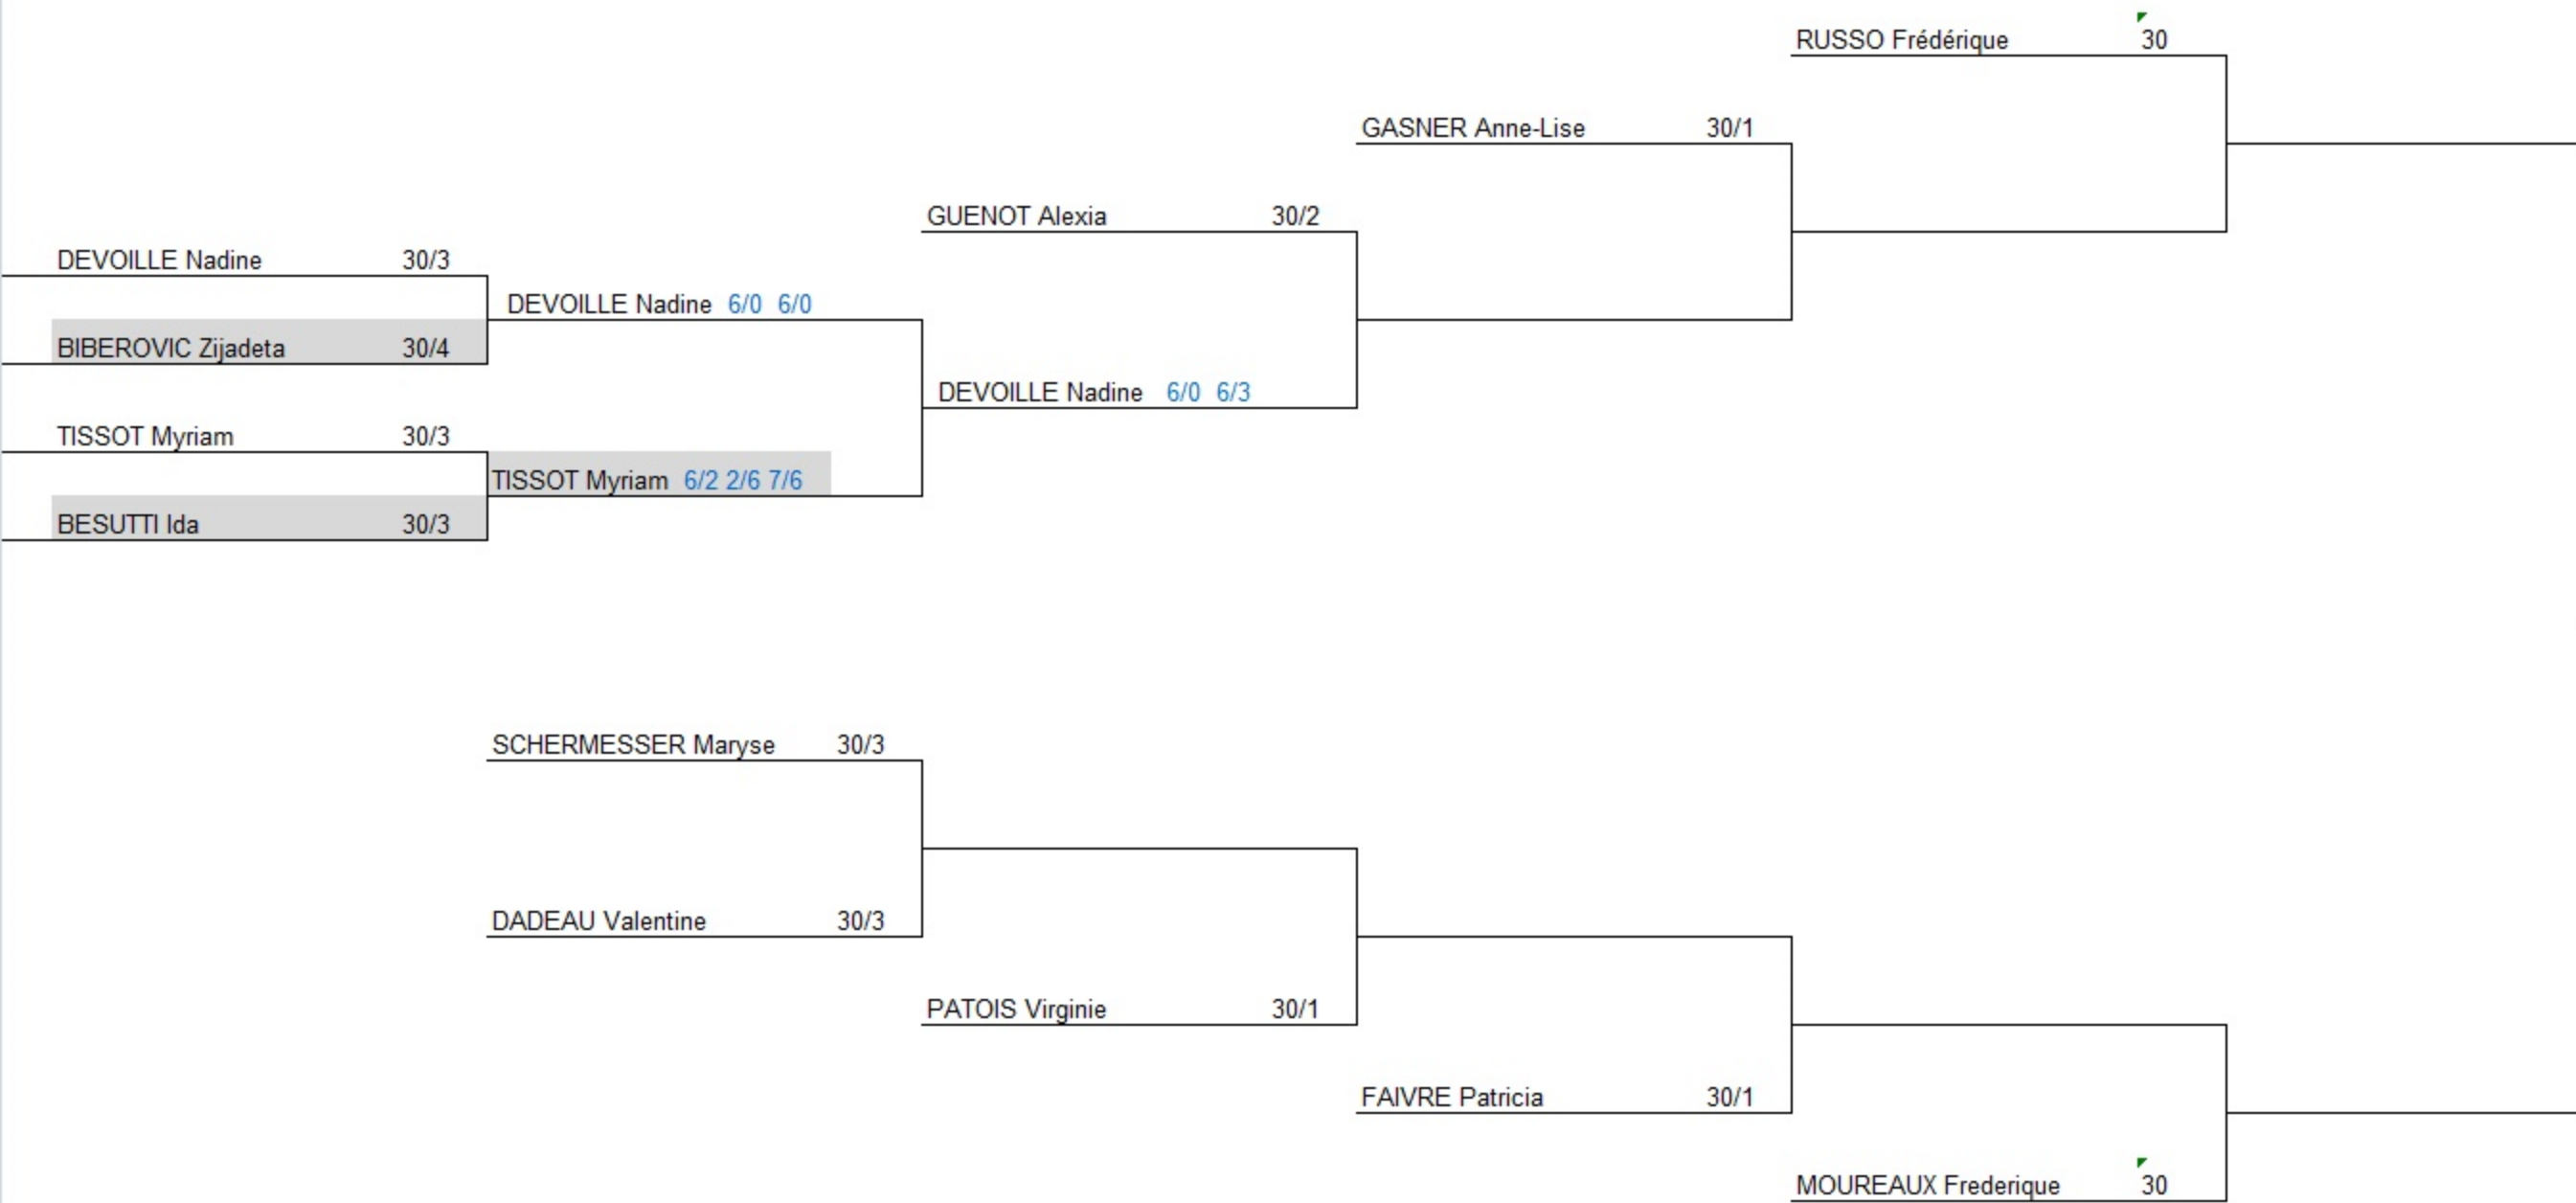 RUSSO Frédérique 30
GASNER Anne-Lise 30/1
GUENOT Alexia 30/2
DEVOILLE Nadine 30/3
DEVOILLE Nadine 6/0 6/0
BIBEROVIC Zijadeta 30/4
DEVOILLE Nadine 6/0 6/3
TISSOT Myriam 30/3
TISSOT Myriam 6/2 2/6 7/6
BESUTTI Ida 30/3
SCHERMESSER Maryse 30/3
DADEAU Valentine 30/3
PATOIS Virginie 30/1
FAIVRE Patricia 30/1
MOUREAUX Frederique 30